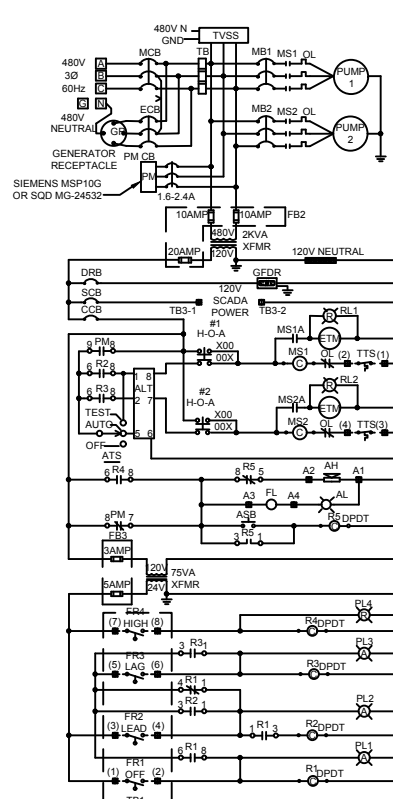 480V N
GND
TVSS
MCB
TB
MB1 MS1 OL
480V A
3Ø B
60Hz C
PUMP
1
G N
ECB
480V
NEUTRAL
GR
MB2 MS2 OL
PUMP
2
GENERATOR
RECEPTACLE
PM CB
PM
SIEMENS MSP10G
OR SQD MG-24532
1.6-2.4A
10AMP
10AMP
FB2
480V
2KVA
XFMR
20AMP
120V
120V NEUTRAL
DRB
GFDR
SCB
120V
SCADA
POWER
CCB
TB3-1
TB3-2
RL1
R
#1
H-O-A
MS1A
ETM
9 PM 8
X00
00X
MS1
C
OL (2) TTS (1)
6 R2 8
1 8
ALT
2 7
RL2
R
6 R3 8
#2
H-O-A
MS2A
ETM
TEST
X00
00X
MS2
C
OL (4) TTS(3)
AUTO
5 6
OFF
ATS
6 R4 8
8 R5 5
A2 AH A1
A3 FL A4 AL
8 PM 7
ASB
R5 DPDT
C
FB3
3 R5 1
3AMP
120V
75VA
XFMR
5AMP
24V
FR4
PL4
R
(7) HIGH (8)
R4 DPDT
C
FR3
3 R3 1
PL3
A
(5) LAG (6)
R3 DPDT
C
4 R1 1
3 R2 1
PL2
A
FR2
(3) LEAD (4)
1 R1 3
R2 DPDT
C
6 R1 8
PL1
A
FR1
(1) OFF (2)
R1 DPDT
C
TB1